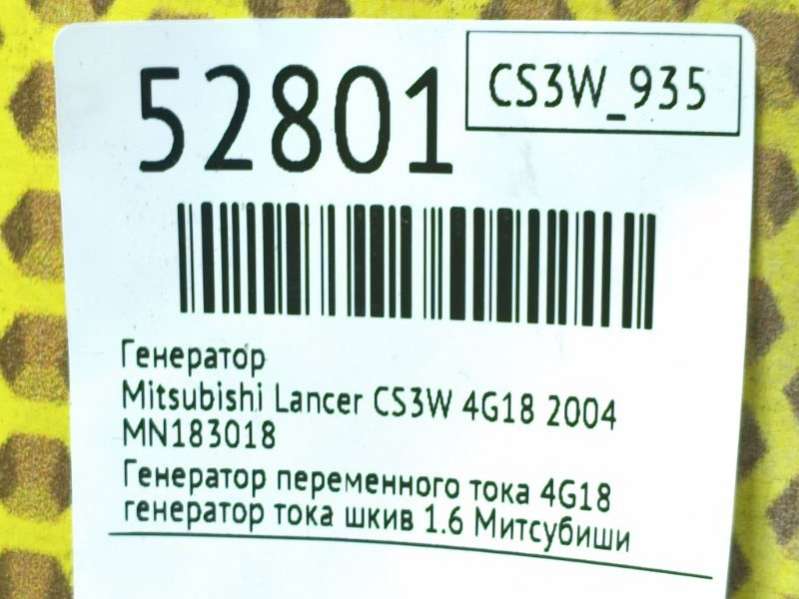 52801
CS3W_935
Генератор
Mitsubishi Lancer CS3W 4G18 2004
MN183018
Генератор переменного тока 4G18
генератор тока шкив 1.6 Митсубиши